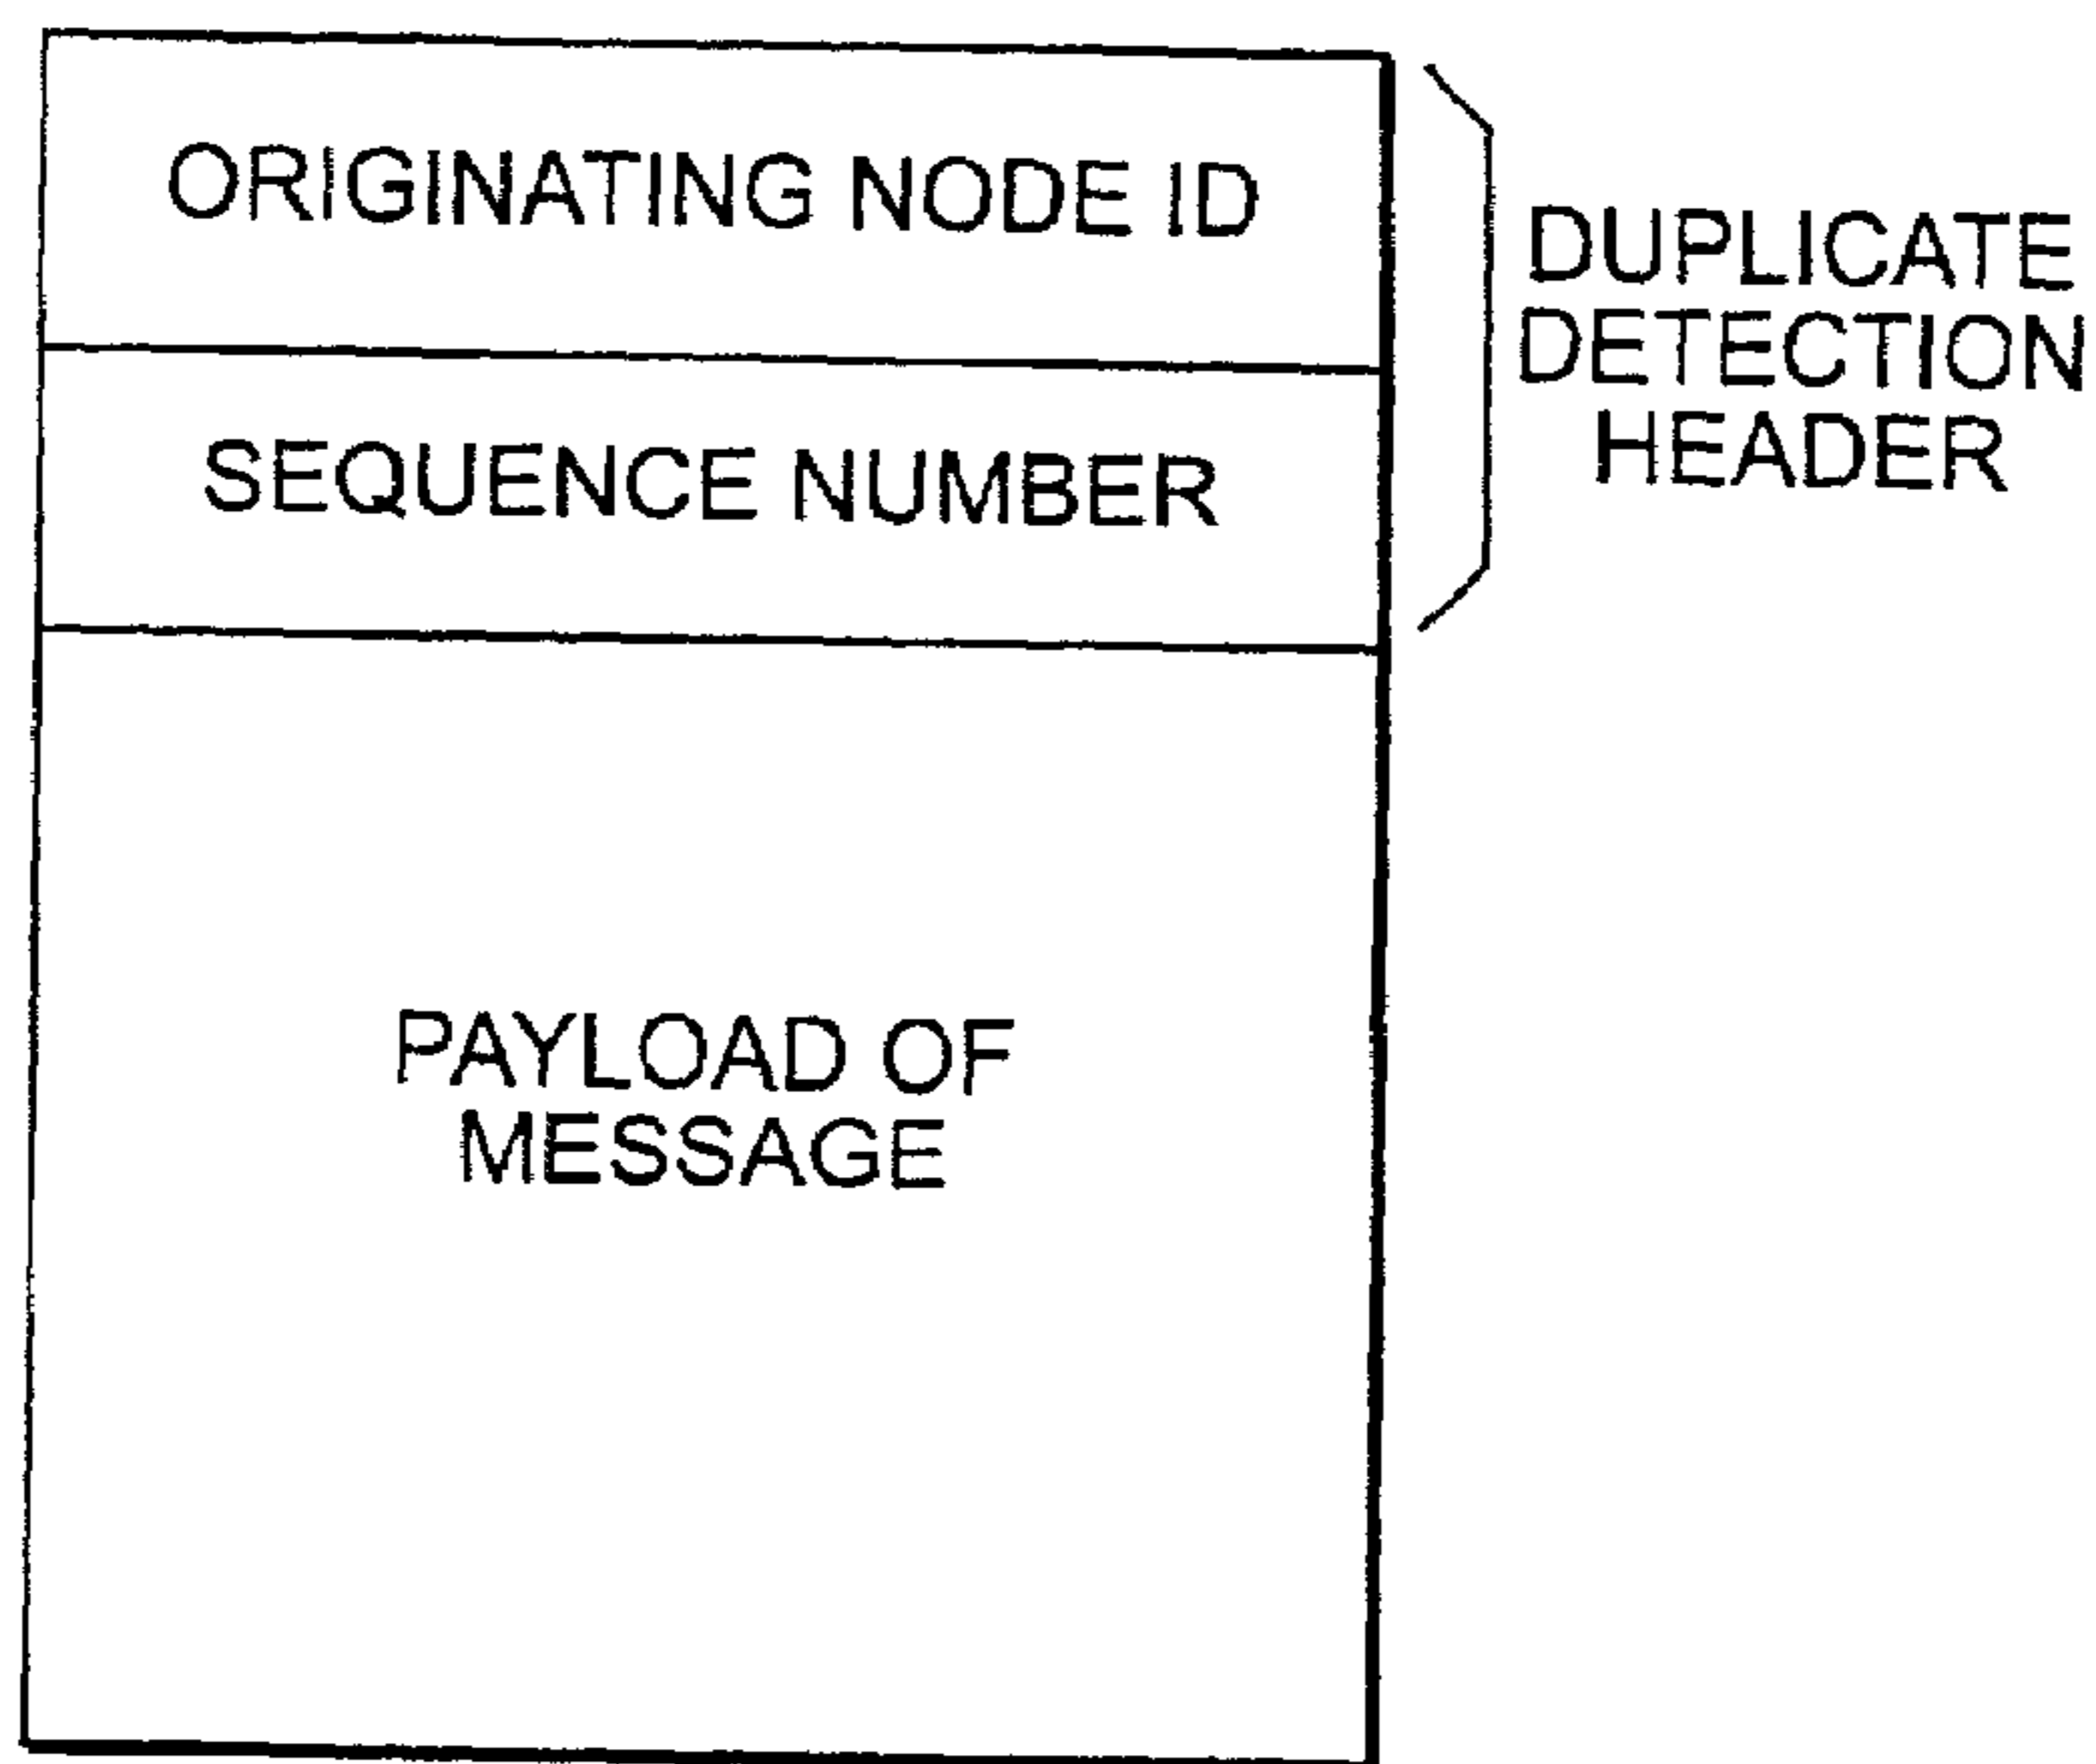 ORIGINATING NODE ID
SEQUENCE NUMBER
DUPLICATE
DETECTION
HEADER
PAYLOAD OF
MESSAGE